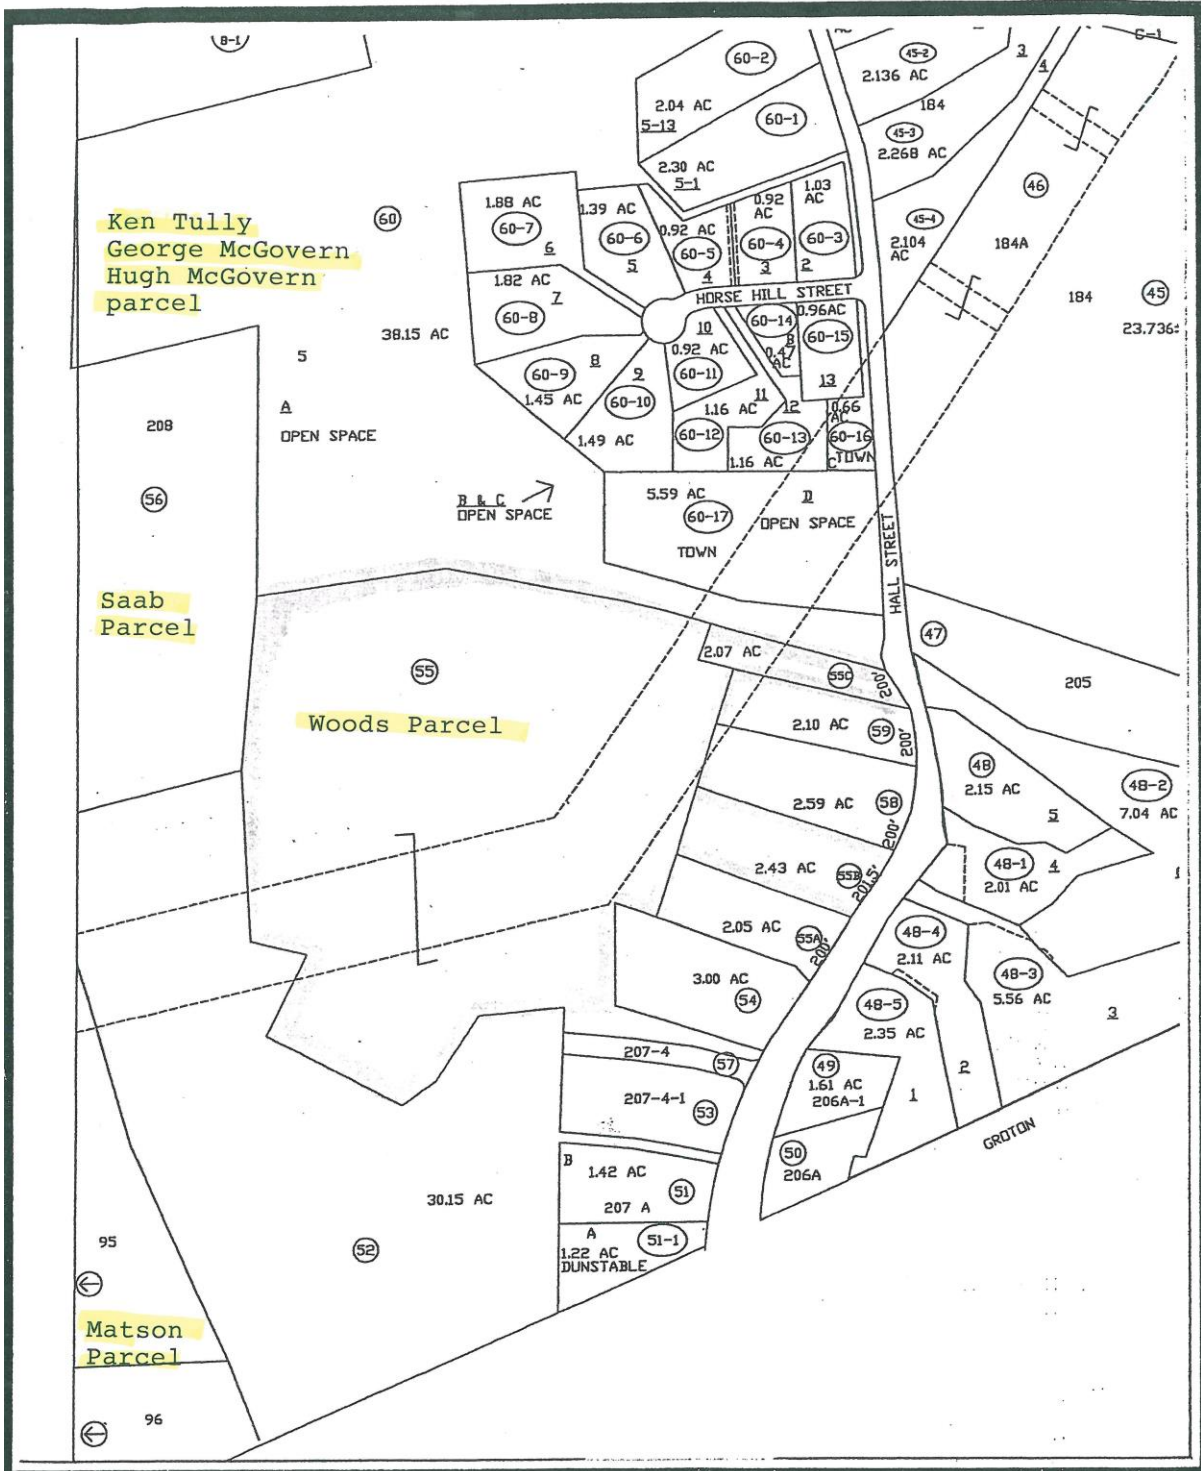 8-1
60-2
2.04 AC
5-13
60-1
2.30 AC
5-1
AC
45-2
2.136 AC
184
45-3
2.268 AC
3
4
6-1
46
45-4
2.104
AC
184A
184
45
23.736±
Ken Tully
George McGovern
Hugh McGovern
parcel
60
38.15 AC
5
A
OPEN SPACE
1.88 AC
60-7
6
1.39 AC
60-6
5
0.92 AC
60-5
4
0.92
AC
60-4
3
1.03
AC
60-3
2
1.82 AC
7
60-8
HORSE HILL STREET
60-9
8
1.45 AC
9
60-10
1.49 AC
10
0.92 AC
60-11
60-14
B
0.47
AC
0.96AC
60-15
13
11
1.16 AC
60-12
12
60-13
1.16 AC
0.66
AC
60-16
C TOWN
208
56
B & C
OPEN SPACE
5.59 AC
60-17
TOWN
D
OPEN SPACE
HALL STREET
Saab
Parcel
55
Woods Parcel
2.07 AC
55C
200'
47
205
2.10 AC
59
200'
48
2.15 AC
5
48-2
7.04 AC
2.59 AC
58
200'
48-1
2.01 AC
4
2.43 AC
55B
201.5'
2.05 AC
55A
200'
48-4
2.11 AC
48-3
5.56 AC
3
3.00 AC
54
48-5
2.35 AC
2
1
207-4
57
207-4-1
53
49
1.61 AC
206A-1
50
206A
GROTON
B
1.42 AC
51
207 A
A
51-1
1.22 AC
DUNSTABLE
30.15 AC
52
95
Matson
Parcel
96